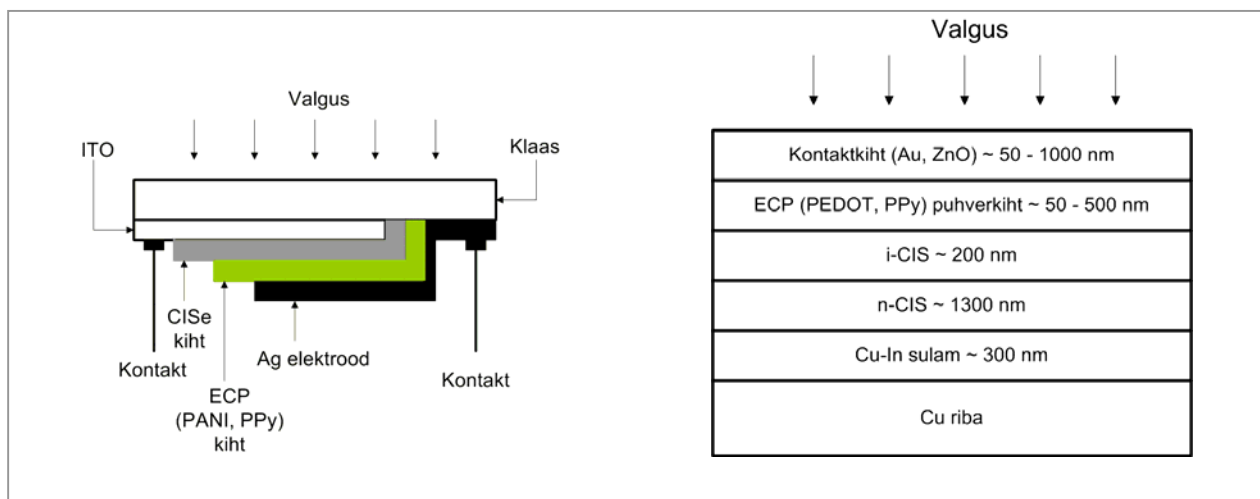 Valgus
ITO
Klaas
CISe
kiht
Kontakt
Ag elektrood
Kontakt
ECP
(PANI, PPy)
kiht
Valgus
Kontaktkiht (Au, ZnO) ~ 50 - 1000 nm
ECP (PEDOT, PPy) puhverkiht ~ 50 - 500 nm
i-CIS ~ 200 nm
n-CIS ~ 1300 nm
Cu-In sulam ~ 300 nm
Cu riba